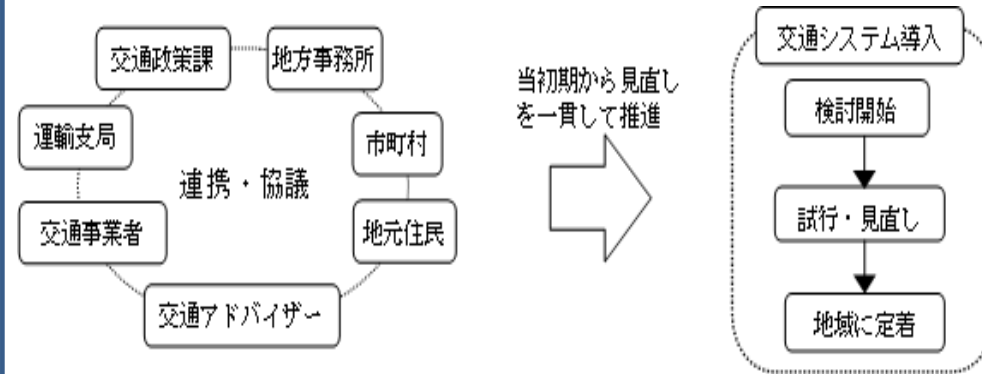 交通政策課
地方事務所
運輸支局
市町村
連携・協議
交通事業者
地元住民
交通アドバイザー
当初期から見直し
を一貫して推進
交通システム導入
検討開始
試行・見直し
地域に定着